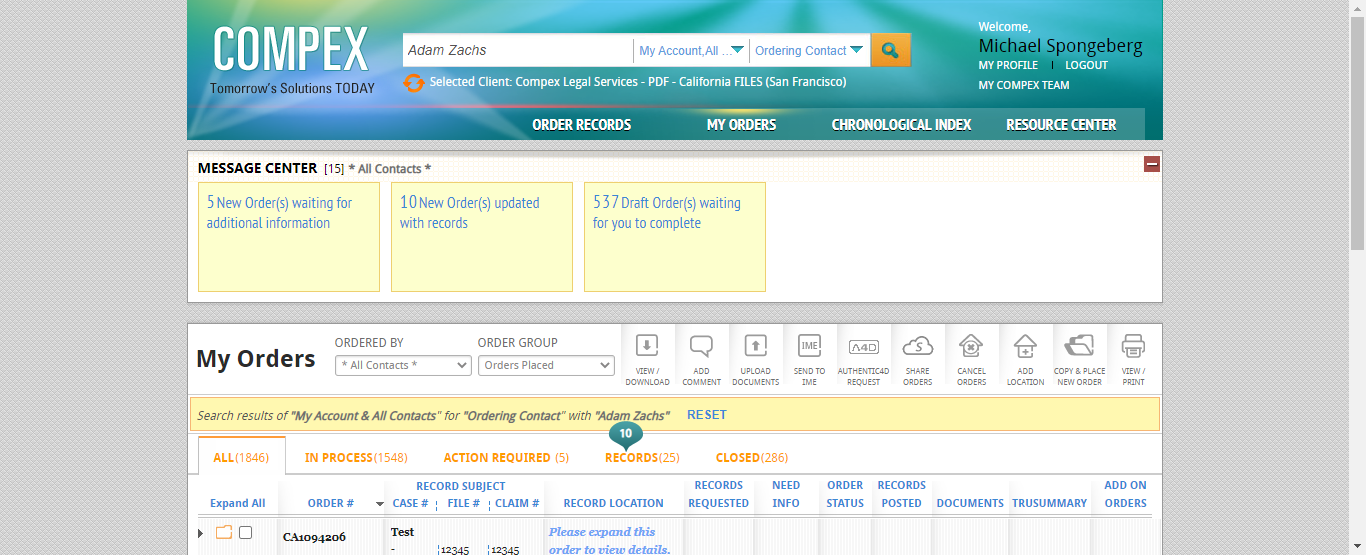 COMPEX
Tomorrow's Solutions TODAY
Adam Zachs
My Account,All ...
Ordering Contact
Selected Client: Compex Legal Services - PDF - California FILES (San Francisco)
Welcome,
Michael Spongeberg
MY PROFILE | LOGOUT
MY COMPEX TEAM
ORDER RECORDS MY ORDERS CHRONOLOGICAL INDEX RESOURCE CENTER
MESSAGE CENTER [15] * All Contacts *
5 New Order(s) waiting for
additional information
10 New Order(s) updated
with records
537 Draft Order(s) waiting
for you to complete
My Orders
ORDERED BY
* All Contacts *
ORDER GROUP
Orders Placed
VIEW /
DOWNLOAD
ADD
COMMENT
UPLOAD
DOCUMENTS
IME
SEND TO
IME
A4D
AUTHENTIC4D
REQUEST
S
SHARE
ORDERS
CANCEL
ORDERS
ADD
LOCATION
COPY & PLACE
NEW ORDER
VIEW /
PRINT
Search results of "My Account & All Contacts" for "Ordering Contact" with "Adam Zachs" RESET
10
ALL(1846) IN PROCESS(1548) ACTION REQUIRED (5) RECORDS(25) CLOSED(286)
Expand All
ORDER #
RECORD SUBJECT
CASE # FILE # CLAIM #
RECORD LOCATION
RECORDS
REQUESTED
NEED
INFO
ORDER
STATUS
RECORDS
POSTED
DOCUMENTS
TRUSUMMARY
ADD ON
ORDERS
CA1094206
Test
- 12345 12345
Please expand this
order to view details.